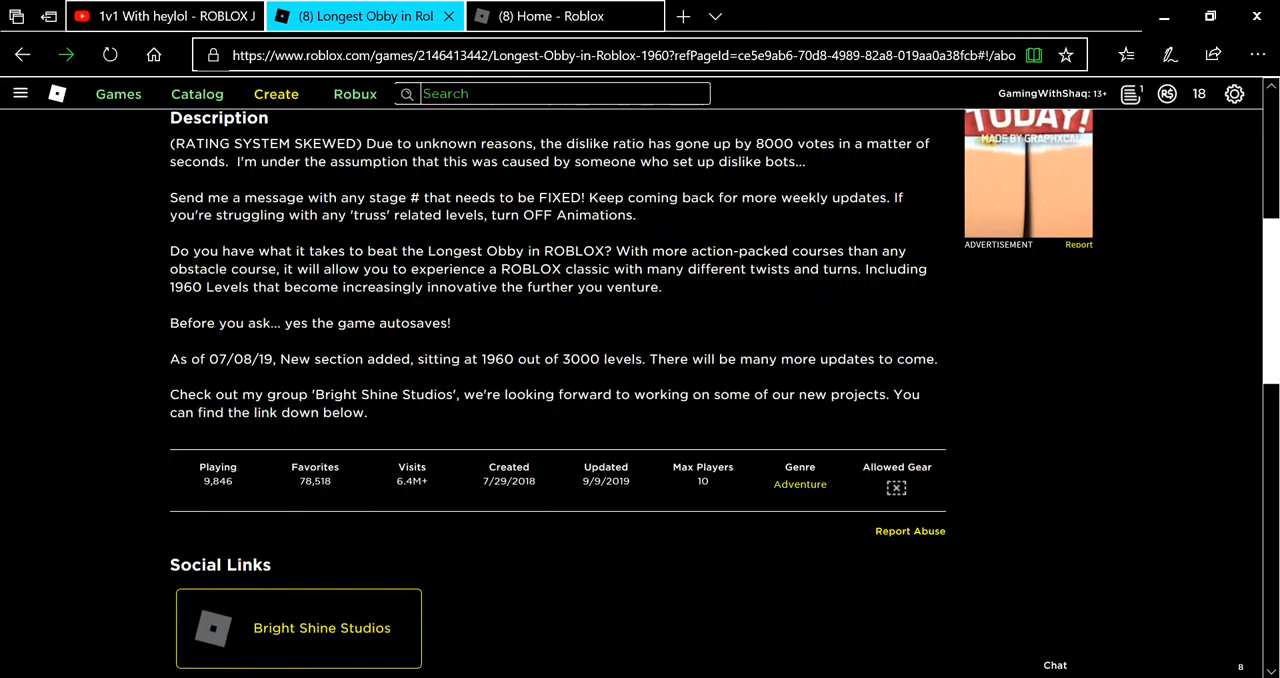 1v1 With heylol - ROBLOX J
(8) Longest Obby in Rol
(8) Home - Roblox
https://www.roblox.com/games/2146413442/Longest-Obby-in-Roblox-1960?refPageId=ce5e9ab6-70d8-4989-82a8-019aa0a38fcb#!/abo
Games Catalog Create Robux Search GamingWithShaq: 13+ 1 R$ 18
Description
(RATING SYSTEM SKEWED) Due to unknown reasons, the dislike ratio has gone up by 8000 votes in a matter of
seconds. I'm under the assumption that this was caused by someone who set up dislike bots...
Send me a message with any stage # that needs to be FIXED! Keep coming back for more weekly updates. If
you're struggling with any 'truss' related levels, turn OFF Animations.
Do you have what it takes to beat the Longest Obby in ROBLOX? With more action-packed courses than any
obstacle course, it will allow you to experience a ROBLOX classic with many different twists and turns. Including
1960 Levels that become increasingly innovative the further you venture.
Before you ask... yes the game autosaves!
As of 07/08/19, New section added, sitting at 1960 out of 3000 levels. There will be many more updates to come.
Check out my group 'Bright Shine Studios', we're looking forward to working on some of our new projects. You
can find the link down below.
TODAY!
MADE BY GRAPHXCAL
ADVERTISEMENT Report
Playing Favorites Visits Created Updated Max Players Genre Allowed Gear
9,846 78,518 6.4M+ 7/29/2018 9/9/2019 10 Adventure
Report Abuse
Social Links
Bright Shine Studios
Chat 8